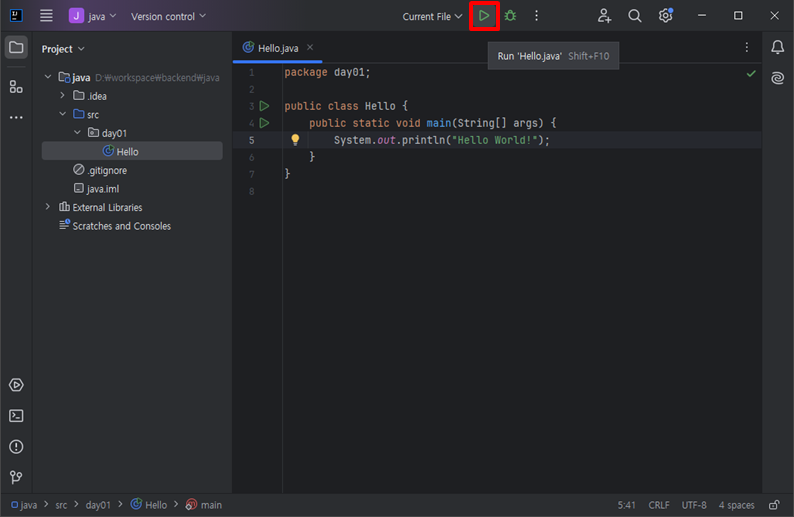 J java Version control Current File
Project
Hello.java
Run 'Hello.java' Shift+F10
java D:₩workspace₩backend₩java
.idea
src
day01
Hello
.gitignore
java.iml
External Libraries
Scratches and Consoles
1 package day01;
2
3 public class Hello {
4 public static void main(String[] args) {
5 System.out.println("Hello World!");
6 }
7 }
8
java > src > day01 > Hello > main 5:41 CRLF UTF-8 4 spaces